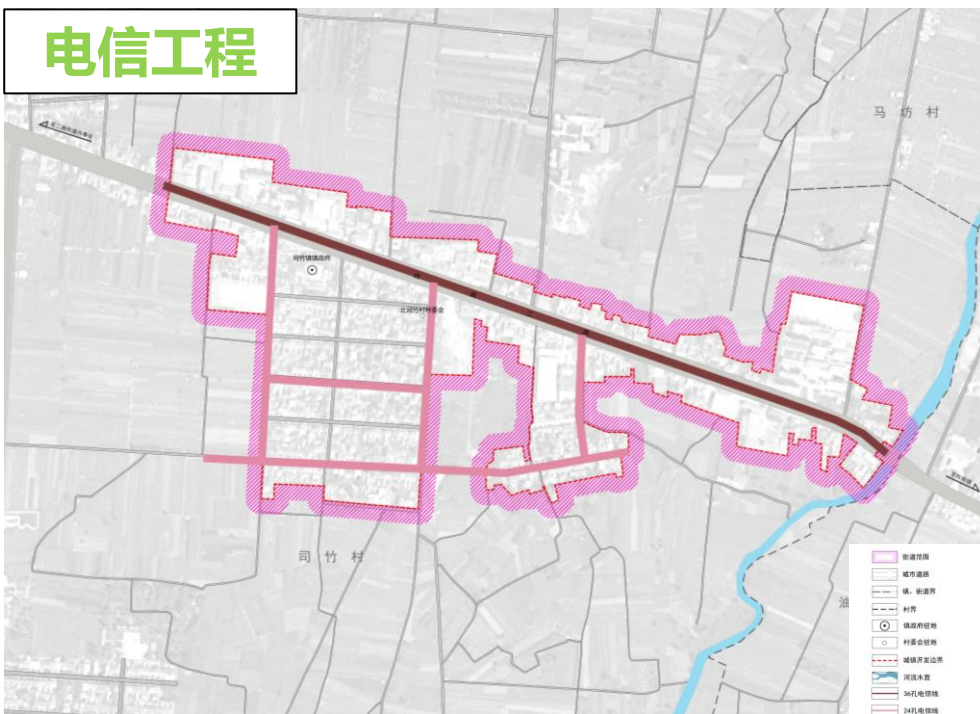 电信工程
马 坊 村
司竹镇镇政府
北司竹村村委会
司 竹 村
油
街道范围
城市道路
镇、街道界
村界
镇政府驻地
村委会驻地
城镇开发边界
河流水面
36孔电信线
24孔电信线